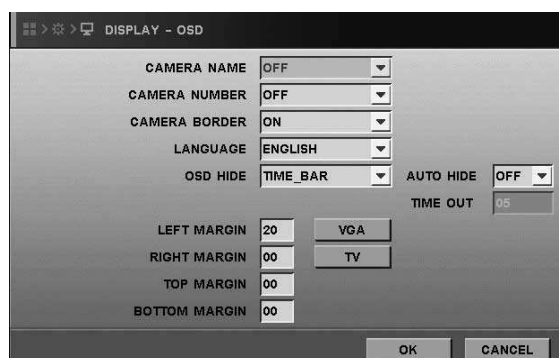 DISPLAY - OSD
CAMERA NAME OFF
CAMERA NUMBER OFF
CAMERA BORDER ON
LANGUAGE ENGLISH
OSD HIDE TIME_BAR AUTO HIDE OFF
TIME OUT 05
LEFT MARGIN 20 VGA
RIGHT MARGIN 00 TV
TOP MARGIN 00
BOTTOM MARGIN 00
OK CANCEL